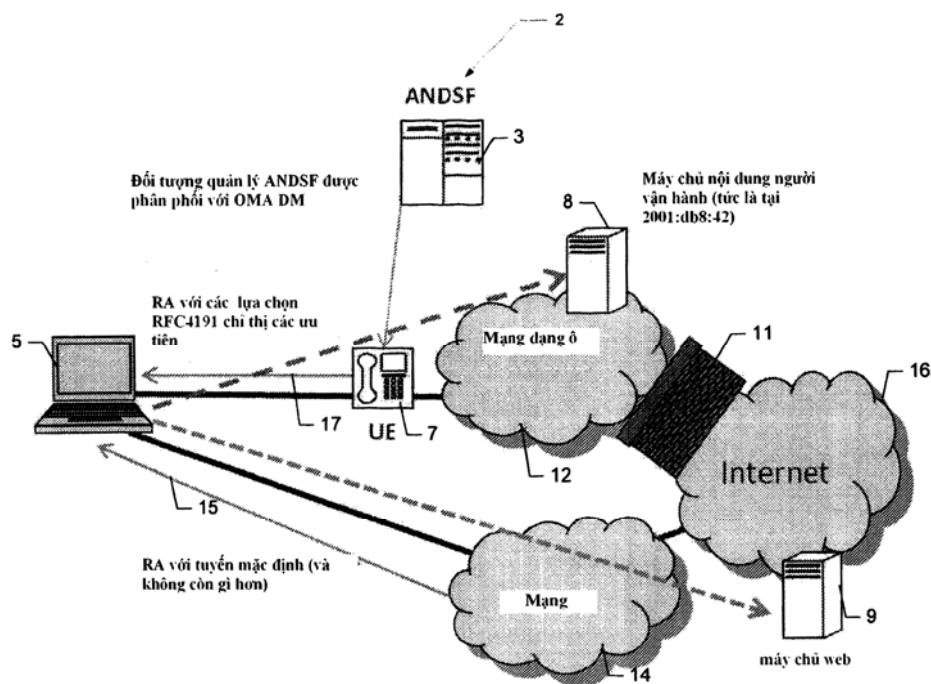 2
ANDSF
3
Đối tượng quản lý ANDSF được
phân phối với OMA DM
Máy chủ nội dung người
vận hành (tức là tại
2001:db8:42)
8
RA với các lựa chọn
RFC4191 chỉ thị các ưu
tiên
5
Mạng dạng ô
11
16
17
UE
7
12
Internet
15
RA với tuyến mặc định (và
không còn gì hơn)
Mạng
9
14
máy chủ web